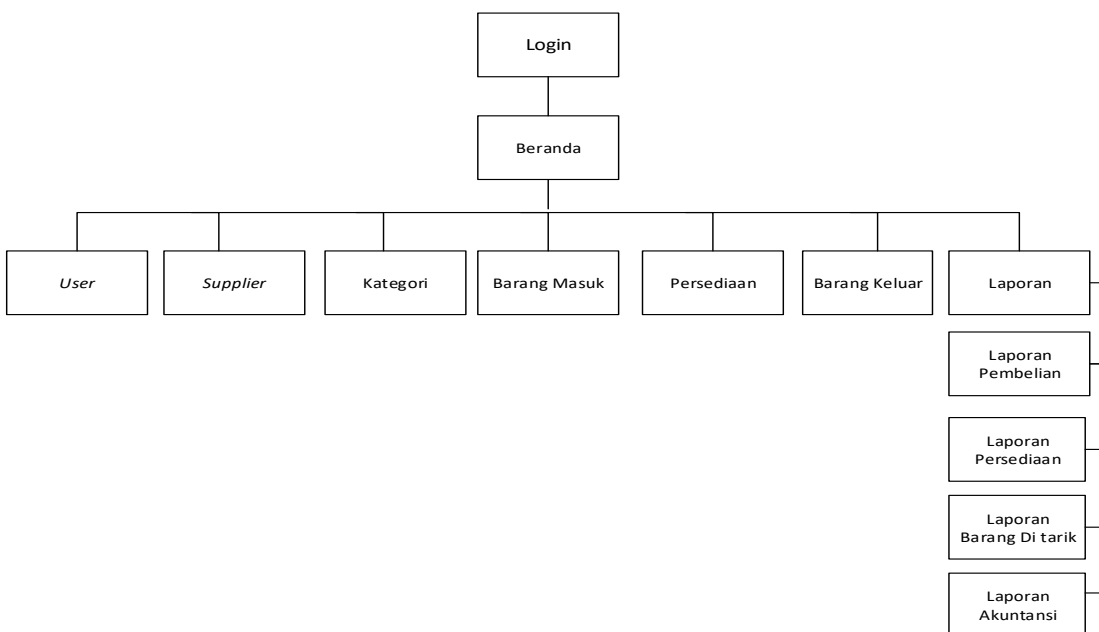 Login
Beranda
User
Supplier
Kategori
Barang Masuk
Persediaan
Barang Keluar
Laporan
Laporan
Pembelian
Laporan
Persediaan
Laporan
Barang Di tarik
Laporan
Akuntansi